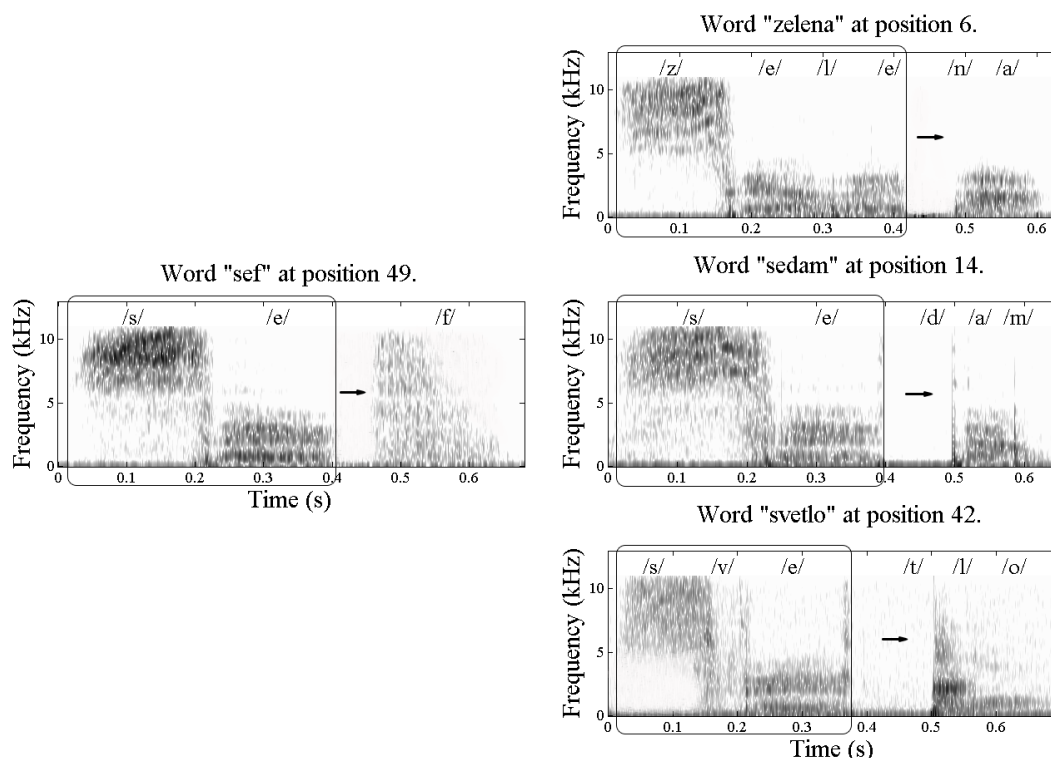 Word "zelena" at position 6.
/z/ /e/ /l/ /e/ /n/ /a/
Frequency (kHz)
10
5
0
0 0.1 0.2 0.3 0.4 0.5 0.6
Word "sef" at position 49.
/s/ /e/ /f/
Frequency (kHz)
10
5
0
0 0.1 0.2 0.3 0.4 0.5 0.6
Time (s)
Word "sedam" at position 14.
/s/ /e/ /d/ /a/ /m/
Frequency (kHz)
10
5
0
0 0.1 0.2 0.3 0.4 0.5 0.6
Word "svetlo" at position 42.
/s/ /v/ /e/ /t/ /l/ /o/
Frequency (kHz)
10
5
0
0 0.1 0.2 0.3 0.4 0.5 0.6
Time (s)